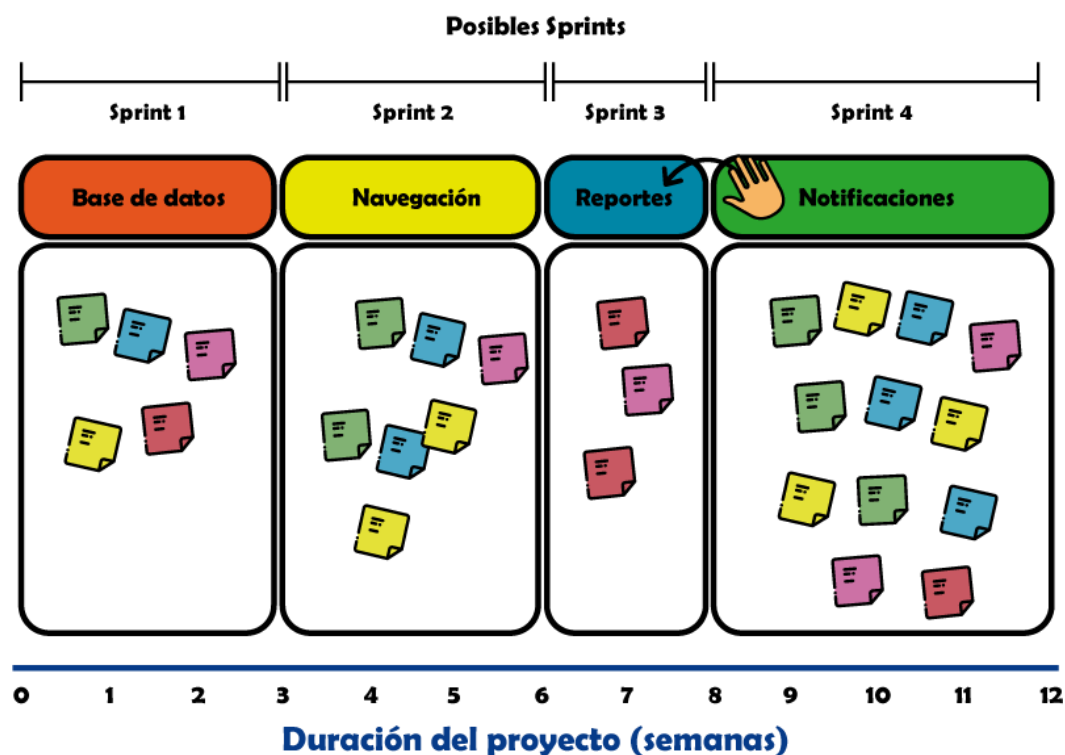 Posibles Sprints
Sprint 1 Sprint 2 Sprint 3 Sprint 4
Base de datos Navegación Reportes Notificaciones
0 1 2 3 4 5 6 7 8 9 10 11 12
Duración del proyecto (semanas)